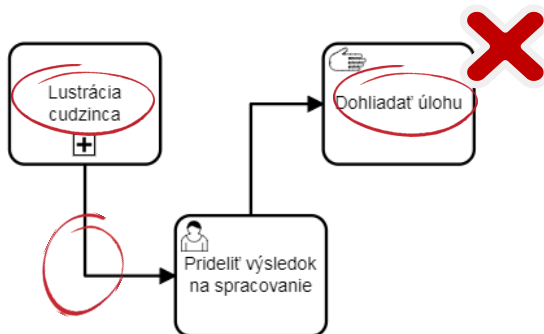 Lustrácia
cudzinca
Dohliadať úlohu
Prideliť výsledok
na spracovanie